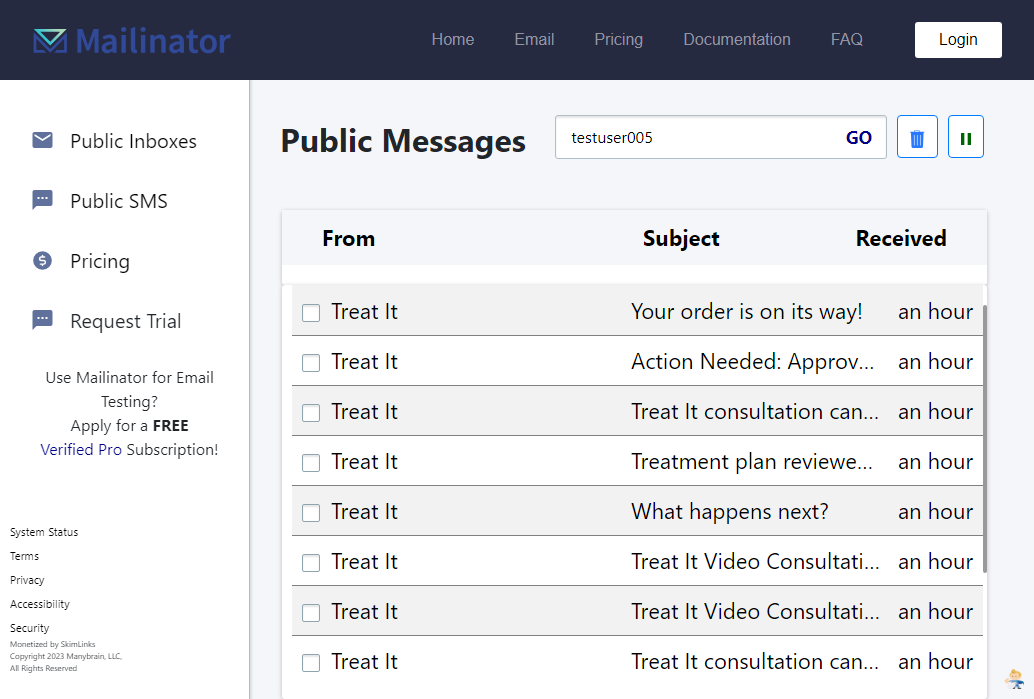 Mailinator
Home Email Pricing Documentation FAQ Login
Public Inboxes
Public SMS
Pricing
Request Trial
Use Mailinator for Email
Testing?
Apply for a FREE
Verified Pro Subscription!
System Status
Terms
Privacy
Accessibility
Security
Monetized by SkimLinks
Copyright 2023 Manybrain, LLC,
All Rights Reserved
Public Messages testuser005 GO
From Subject Received
Treat It Your order is on its way! an hour
Treat It Action Needed: Approv... an hour
Treat It Treat It consultation can... an hour
Treat It Treatment plan reviewe... an hour
Treat It What happens next? an hour
Treat It Treat It Video Consultati... an hour
Treat It Treat It Video Consultati... an hour
Treat It Treat It consultation can... an hour